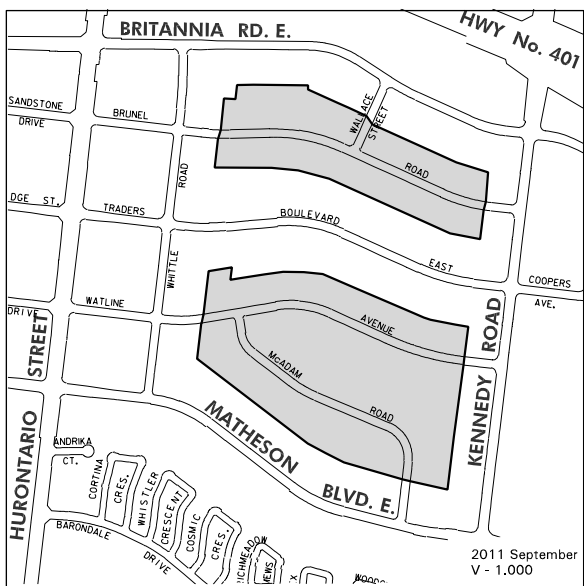 BRITANNIA RD. E.
HWY No. 401
SANDSTONE
DRIVE
BRUNEL
WALLACE
STREET
ROAD
ROAD
DGE ST.
TRADERS
BOULEVARD
EAST
COOPERS
AVE.
WHITTLE
WATLINE
DRIVE
AVENUE
McADAM
ROAD
KENNEDY ROAD
HURONTARIO STREET
MATHESON BLVD. E.
ANDRIKA
CT.
CORTINA
CRES.
WHISTLER
CRESCENT
COSMIC
CRES.
BARONDALE
DRIVE
RICHMEADOW
MEWS
2011 September
V - 1.000